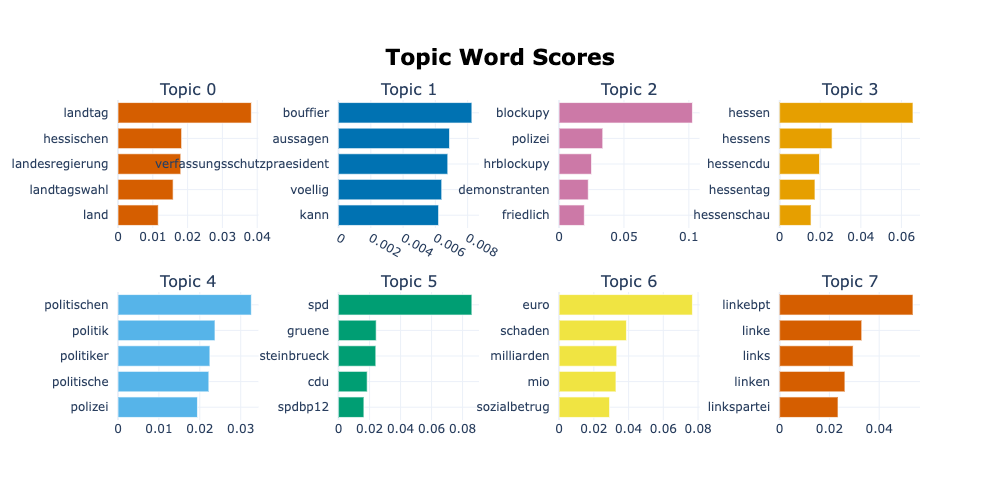 Topic Word Scores
Topic 0
landtag
hessischen
landesregierung
landtagswahl
land
0 0.01 0.02 0.03 0.04
Topic 1
bouffier
aussagen
verfassungsschutzpraesident
voellig
kann
0 0.002 0.004 0.006 0.008
Topic 2
blockupy
polizei
hrblockupy
demonstranten
friedlich
0 0.05 0.1
Topic 3
hessen
hessens
hessencdu
hessentag
hessenschau
0 0.02 0.04 0.06
Topic 4
politischen
politik
politiker
politische
polizei
0 0.01 0.02 0.03
Topic 5
spd
gruene
steinbrueck
cdu
spdbp12
0 0.02 0.04 0.06 0.08
Topic 6
euro
schaden
milliarden
mio
sozialbetrug
0 0.02 0.04 0.06 0.08
Topic 7
linkebpt
linke
links
linken
linkspartei
0 0.02 0.04